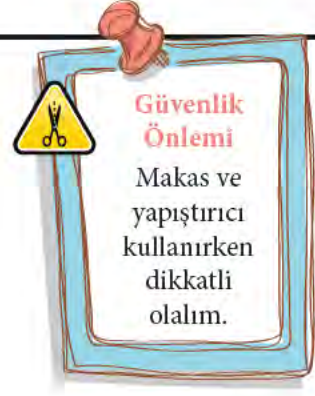 Güvenlik
Önlemi
Makas ve
yapıştırıcı
kullanırken
dikkatli
olalım.